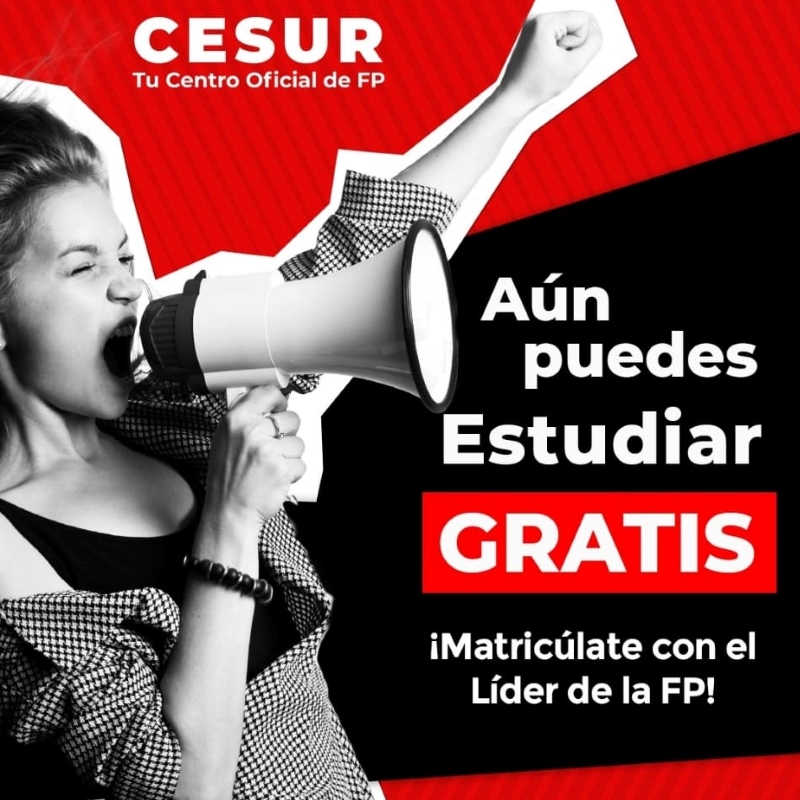 CESUR
Tu Centro Oficial de FP
Aún
puedes
Estudiar
GRATIS
¡Matricúlate con el
Líder de la FP!